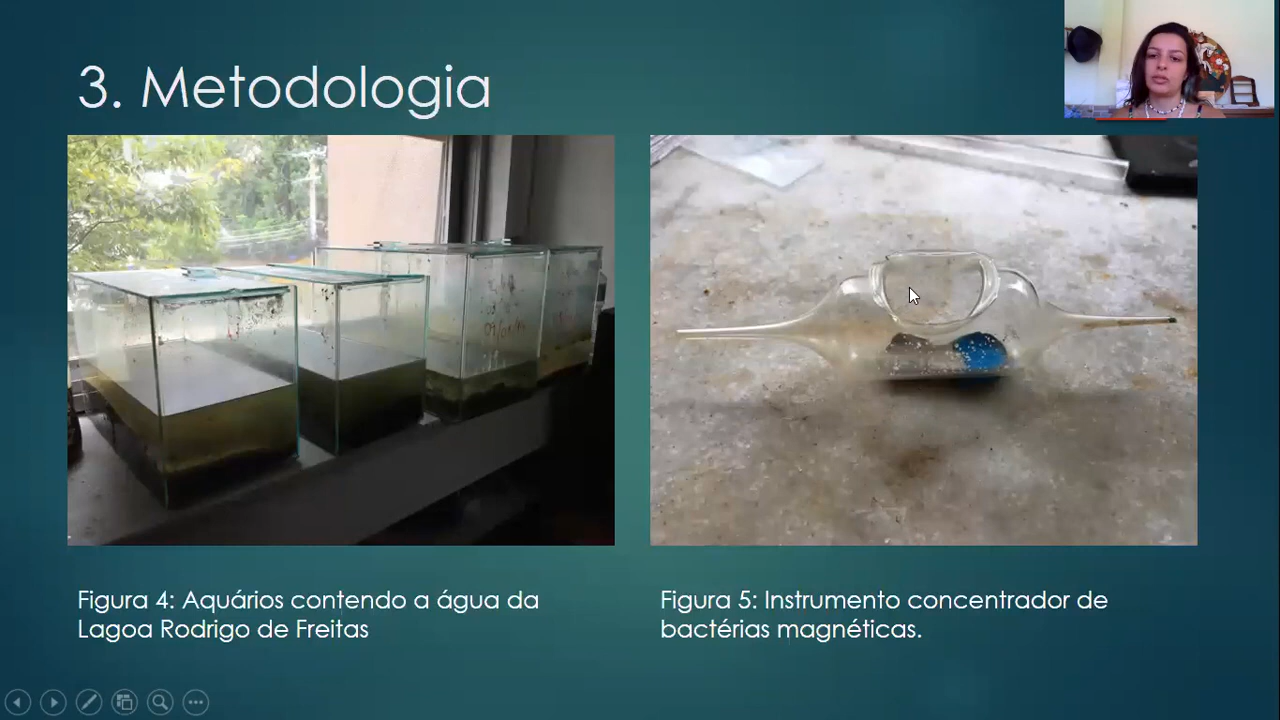 3. Metodologia
Figura 4: Aquários contendo a água da
Lagoa Rodrigo de Freitas
Figura 5: Instrumento concentrador de
bactérias magnéticas.